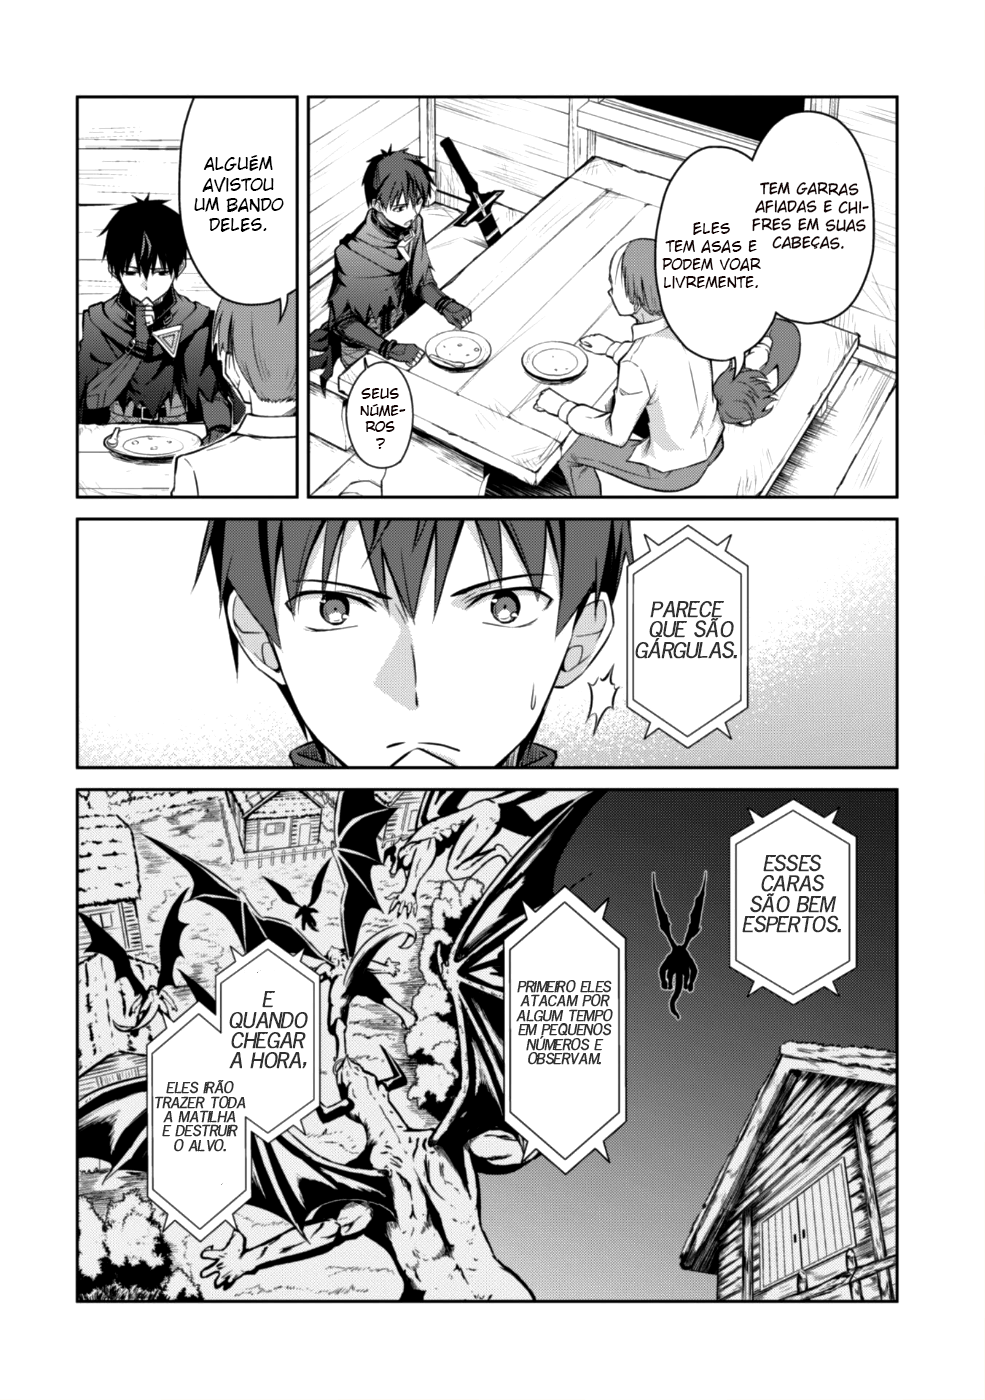 TEM GARRAS
AFIADAS E CHI-
FRES EM SUAS
CABEÇAS.
ELES
TEM ASAS E
PODEM VOAR
LIVREMENTE.
SEUS
NÚME-
ROS
?
ALGUÉM
AVISTOU
UM BANDO
DELES.
PARECE
QUE SÃO
GÁRGULAS.
ESSES
CARAS
SÃO BEM
ESPERTOS.
PRIMEIRO ELES
ATACAM POR
ALGUM TEMPO
EM PEQUENOS
NÚMEROS E
OBSERVAM.
E
QUANDO
CHEGAR
A HORA,
ELES IRÃO
TRAZER TODA
A MATILHA
E DESTRUIR
O ALVO.